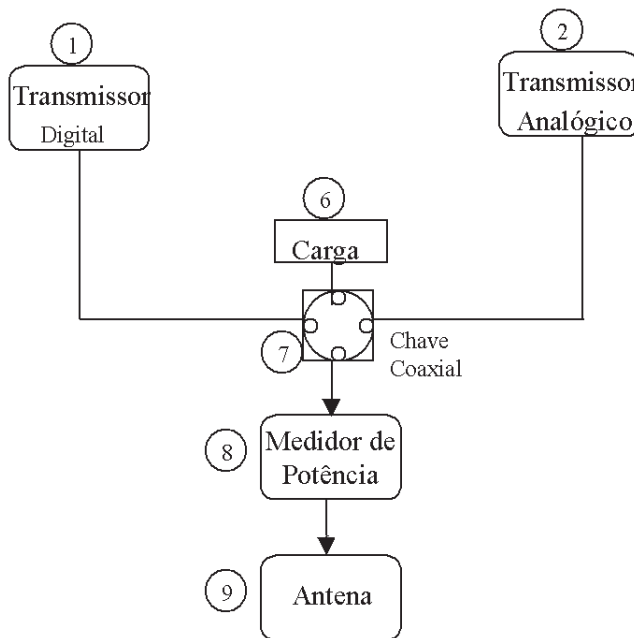 1
Transmissor
Digital
2
Transmissor
Analógico
6
Carga
7
Chave
Coaxial
8
Medidor de
Potência
9
Antena